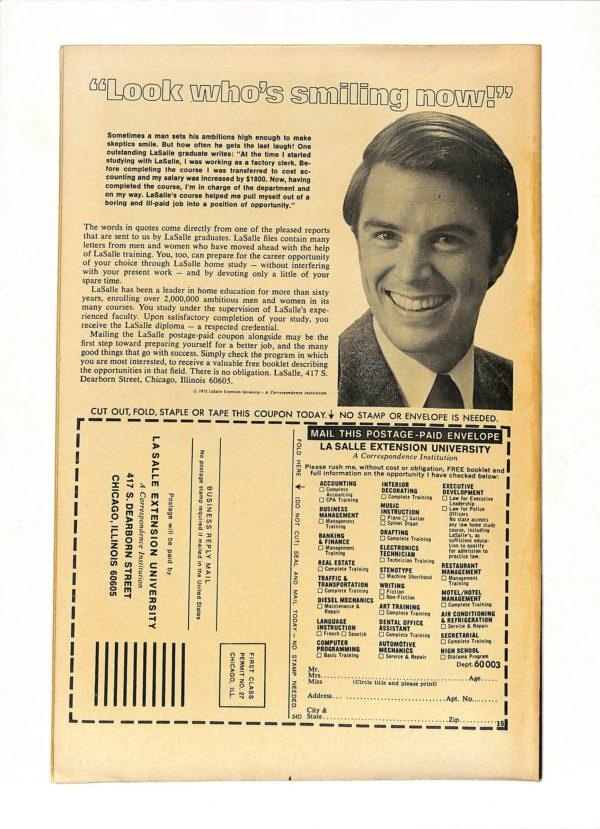 “Look who’s smiling now!”
Sometimes a man sets his ambitions high enough to make
skeptics smile. But how often he gets the last laugh! One
outstanding LaSalle graduate writes: "At the time I started
studying with LaSalle, I was working as a factory clerk. Be-
fore completing the course I was transferred to cost ac-
counting and my salary was increased by $1800. Now, having
completed the course, I'm in charge of the department and
on my way. LaSalle's course helped me pull myself out of a
boring and ill-paid job into a position of opportunity."
The words in quotes come directly from one of the pleased reports
that are sent to us by LaSalle graduates. LaSalle files contain many
letters from men and women who have moved ahead with the help
of LaSalle training. You, too, can prepare for the career opportunity
of your choice through LaSalle home study — without interfering
with your present work — and by devoting only a little of your
spare time.
LaSalle has been a leader in home education for more than sixty
years, enrolling over 2,000,000 ambitious men and women in its
many courses. You study under the supervision of LaSalle's expe-
rienced faculty. Upon satisfactory completion of your study, you
receive the LaSalle diploma — a respected credential.
Mailing the LaSalle postage-paid coupon alongside may be the
first step toward preparing yourself for a better job, and the many
good things that go with success. Simply check the program in which
you are most interested, to receive a valuable free booklet describing
the opportunities in that field. There is no obligation. LaSalle, 417 S.
Dearborn Street, Chicago, Illinois 60605.
© 1975 LaSalle Extension University • A Correspondence Institution
CUT OUT, FOLD, STAPLE OR TAPE THIS COUPON TODAY. ↓ NO STAMP OR ENVELOPE IS NEEDED.
BUSINESS REPLY MAIL
No postage stamp required if mailed in the United States
Postage will be paid by
LA SALLE EXTENSION UNIVERSITY
A Correspondence Institution
417 S. DEARBORN STREET
CHICAGO, ILLINOIS 60605
FIRST CLASS
PERMIT NO. 27
CHICAGO, ILL.
FOLD HERE (DO NOT CUT) SEAL AND MAIL TODAY — NO STAMP NEEDED.
MAIL THIS POSTAGE-PAID ENVELOPE
LA SALLE EXTENSION UNIVERSITY
A Correspondence Institution
Please rush me, without cost or obligation, FREE booklet and
full information on the opportunity I have checked below:
ACCOUNTING
□ Complete
Accounting
□ CPA Training
BUSINESS
MANAGEMENT
□ Management
Training
BANKING
& FINANCE
□ Management
Training
REAL ESTATE
□ Complete Training
TRAFFIC &
TRANSPORTATION
□ Complete Training
DIESEL MECHANICS
□ Maintenance &
Repair
LANGUAGE
INSTRUCTION
□ French □ Spanish
COMPUTER
PROGRAMMING
□ Basic Training
INTERIOR
DECORATING
□ Complete Training
MUSIC
INSTRUCTION
□ Piano □ Guitar
□ Spinet Organ
DRAFTING
□ Complete Training
ELECTRONICS
TECHNICIAN
□ Technician Training
STENOTYPE
□ Machine Shorthand
WRITING
□ Fiction
□ Non-Fiction
ART TRAINING
□ Complete Training
DENTAL OFFICE
ASSISTANT
□ Complete Training
AUTOMOTIVE
MECHANICS
□ Service & Repair
EXECUTIVE
DEVELOPMENT
□ Law for Executive
Leadership
□ Law for Police
Officers
No state accepts
any law home study
course, including
LaSalle's, as
sufficient educa-
tion to qualify
for admission to
practice law.
RESTAURANT
MANAGEMENT
□ Management
Training
MOTEL/HOTEL
MANAGEMENT
□ Complete Training
AIR CONDITIONING
& REFRIGERATION
□ Service & Repair
SECRETARIAL
□ Complete Training
HIGH SCHOOL
□ Diploma Program
Dept. 60003
Mr.
Mrs.
Miss
Age
(Circle title and please print)
Address
Apt. No.
City &
State
Zip
54D
15